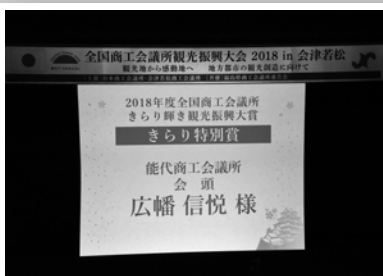 全国商工会議所観光振興大会 2018 in 会津若松
観光地から感動地へ 地方都市の観光創造に向けて
2018年度全国商工会議所
きらり輝き観光振興大賞
きらり特別賞
能代商工会議所
会 頭
広幡 信悦 様